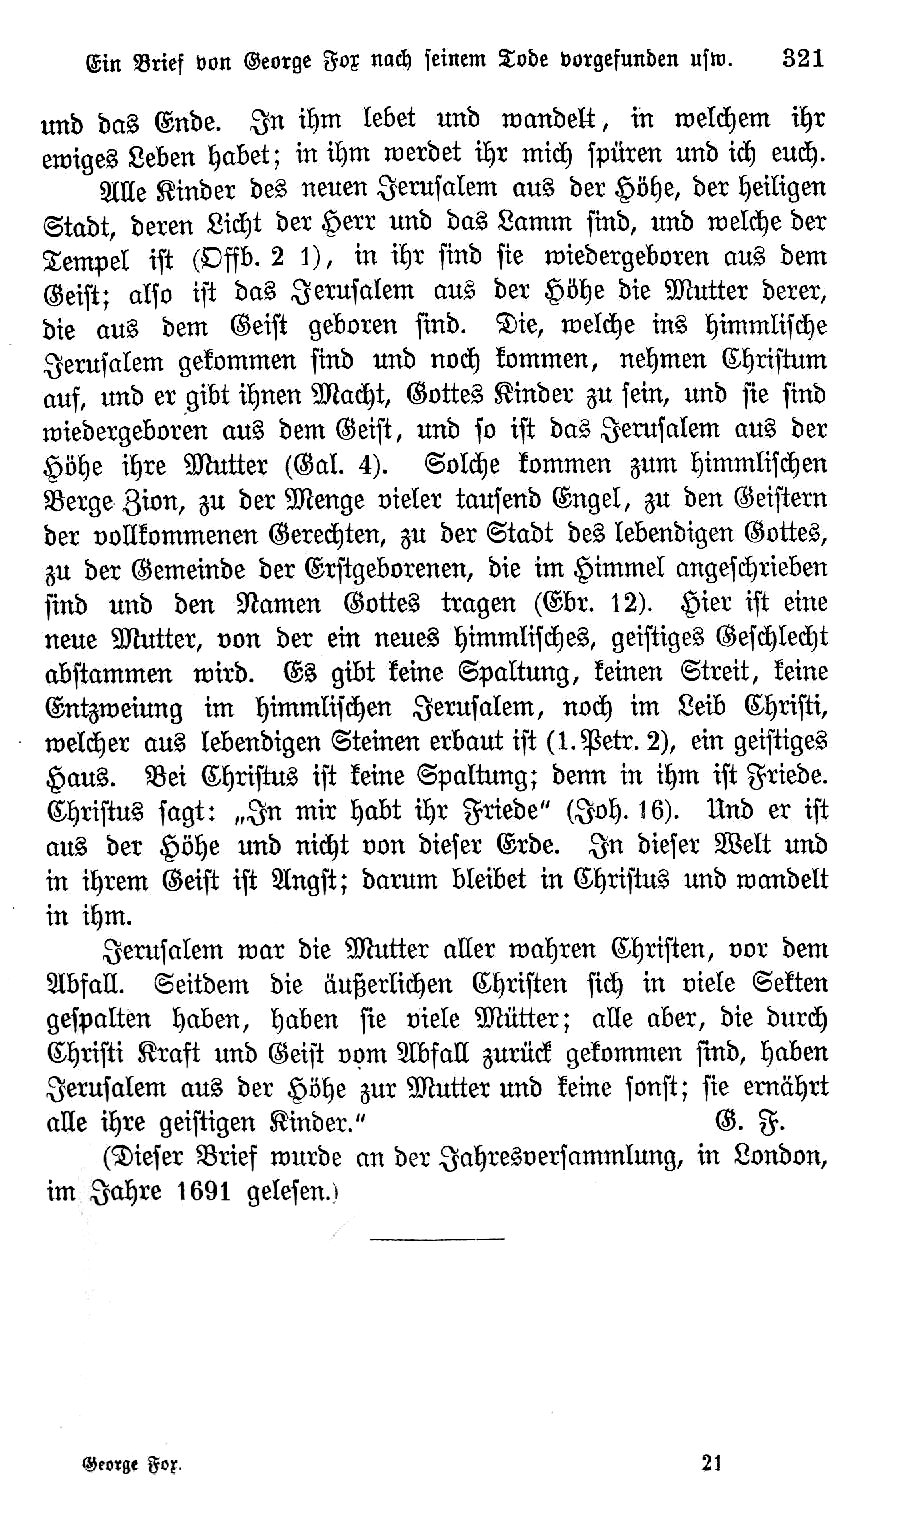 Ein Brief von George Fox nach seinem Tode vorgefunden usw. 321
und das Ende. In ihm lebet und wandelt, in welchem ihr
ewiges Leben habet; in ihm werdet ihr mich spüren und ich euch.
Alle Kinder des neuen Jerusalem aus der Höhe, der heiligen
Stadt, deren Licht der Herr und das Lamm sind, und welche der
Tempel ist (Offb. 2 1), in ihr sind sie wiedergeboren aus dem
Geist; also ist das Jerusalem aus der Höhe die Mutter derer,
die aus dem Geist geboren sind. Die, welche ins himmlische
Jerusalem gekommen sind und noch kommen, nehmen Christum
auf, und er gibt ihnen Macht, Gottes Kinder zu sein, und sie sind
wiedergeboren aus dem Geist, und so ist das Jerusalem aus der
Höhe ihre Mutter (Gal. 4). Solche kommen zum himmlischen
Berge Zion, zu der Menge vieler tausend Engel, zu den Geistern
der vollkommenen Gerechten, zu der Stadt des lebendigen Gottes,
zu der Gemeinde der Erstgeborenen, die im Himmel angeschrieben
sind und den Namen Gottes tragen (Ebr. 12). Hier ist eine
neue Mutter, von der ein neues himmlisches, geistiges Geschlecht
abstammen wird. Es gibt keine Spaltung, keinen Streit, keine
Entzweiung im himmlischen Jerusalem, noch im Leib Christi,
welcher aus lebendigen Steinen erbaut ist (1. Petr. 2), ein geistiges
Haus. Bei Christus ist keine Spaltung; denn in ihm ist Friede.
Christus sagt: „In mir habt ihr Friede" (Joh. 16). Und er ist
aus der Höhe und nicht von dieser Erde. In dieser Welt und
in ihrem Geist ist Angst; darum bleibet in Christus und wandelt
in ihm.
Jerusalem war die Mutter aller wahren Christen, vor dem
Abfall. Seitdem die äußerlichen Christen sich in viele Sekten
gespalten haben, haben sie viele Mütter; alle aber, die durch
Christi Kraft und Geist vom Abfall zurück gekommen sind, haben
Jerusalem aus der Höhe zur Mutter und keine sonst; sie ernährt
alle ihre geistigen Kinder." G. F.
(Dieser Brief wurde an der Jahresversammlung, in London,
im Jahre 1691 gelesen.)
George Fox. 21